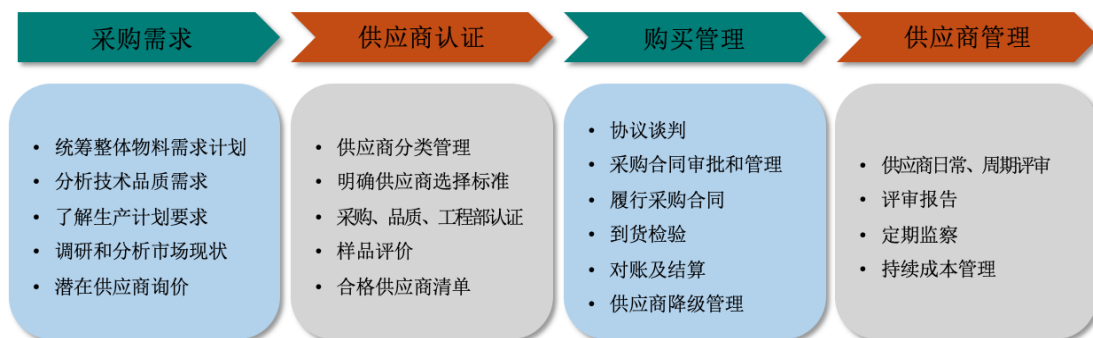 采购需求
供应商认证
购买管理
供应商管理
• 统筹整体物料需求计划
• 分析技术品质需求
• 了解生产计划要求
• 调研和分析市场现状
• 潜在供应商询价
• 供应商分类管理
• 明确供应商选择标准
• 采购、品质、工程部认证
• 样品评价
• 合格供应商清单
• 协议谈判
• 采购合同审批和管理
• 履行采购合同
• 到货检验
• 对账及结算
• 供应商降级管理
• 供应商日常、周期评审
• 评审报告
• 定期监察
• 持续成本管理